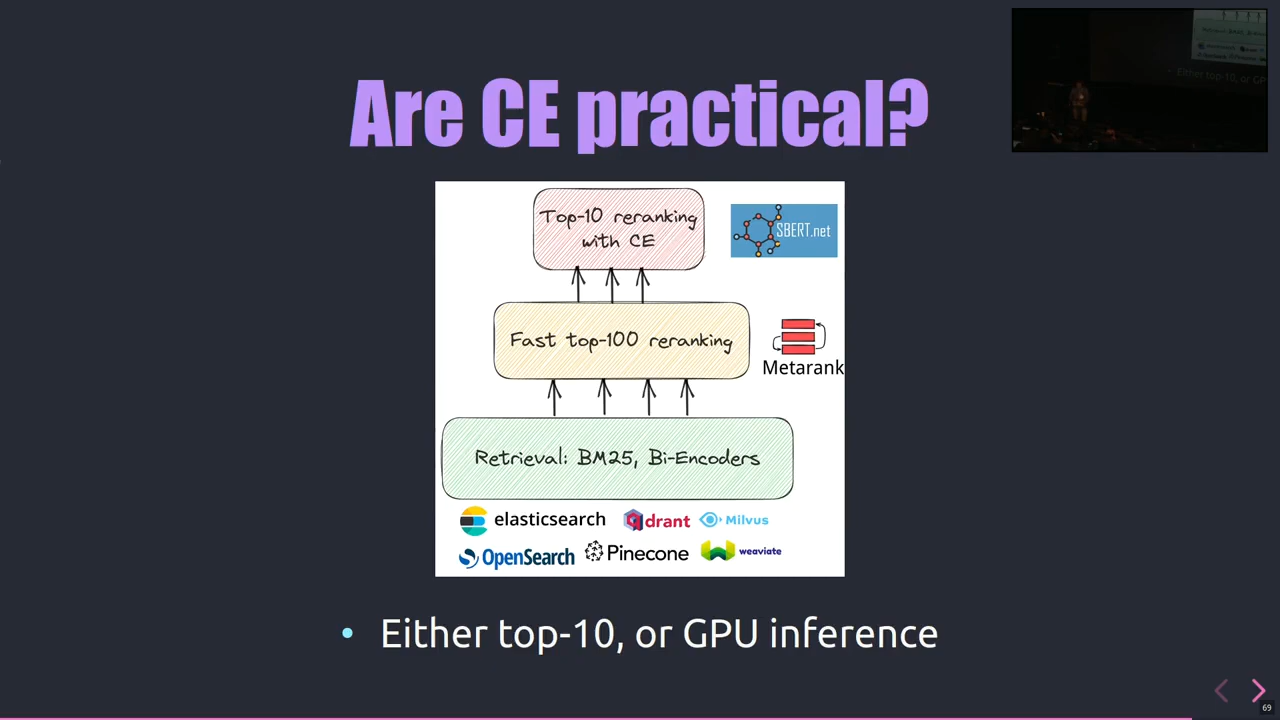 Are CE practical?
Top-10 reranking
with CE
SBERT.net
Fast top-100 reranking
Metarank
Retrieval: BM25, Bi-Encoders
elasticsearch
drant
Milvus
OpenSearch
Pinecone
weaviate
• Either top-10, or GPU inference
69